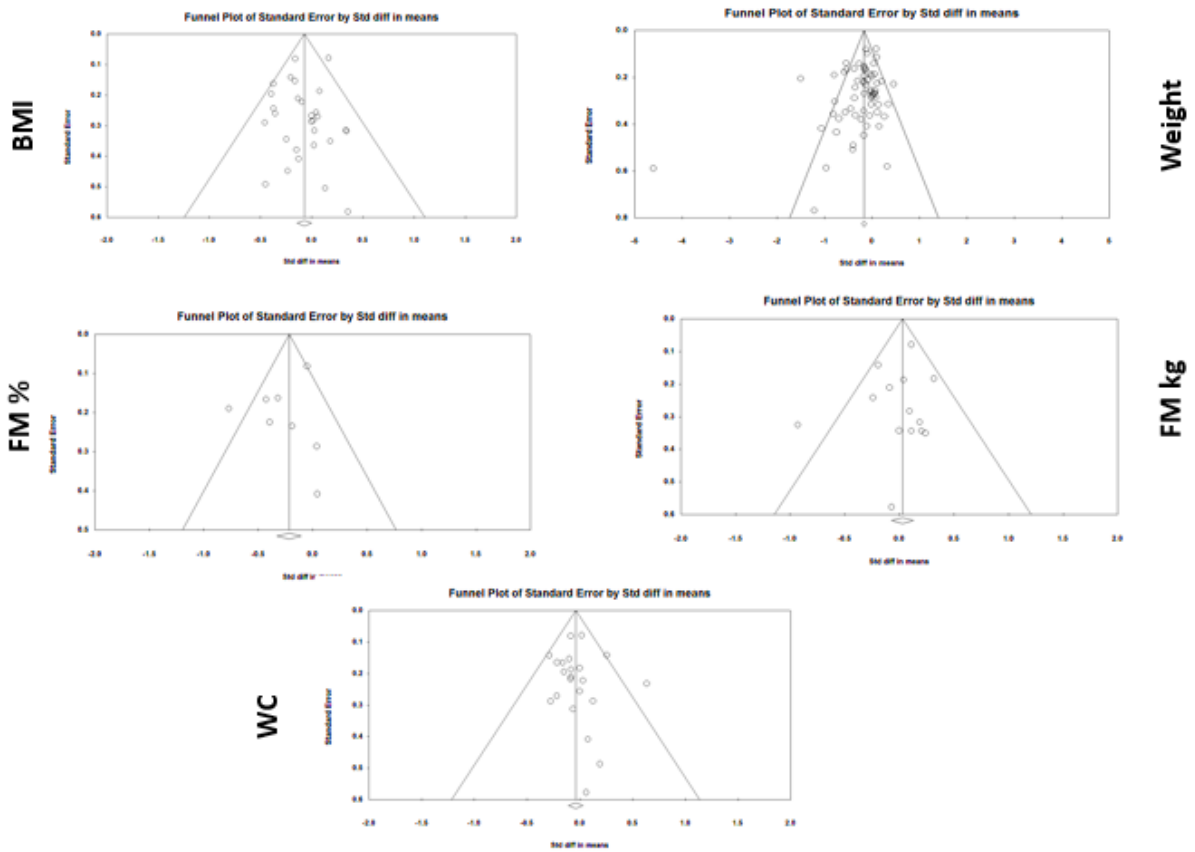 Funnel Plot of Standard Error by Std diff in means
BMI
Standard Error
0.0
0.1
0.2
0.3
0.4
0.5
0.6
-2.0 -1.5 -1.0 -0.5 0.0 0.5 1.0 1.5 2.0
Std diff in means
Funnel Plot of Standard Error by Std diff in means
Weight
Standard Error
0.0
0.2
0.4
0.6
0.8
-5 -4 -3 -2 -1 0 1 2 3 4 5
Std diff in means
Funnel Plot of Standard Error by Std diff in means
FM %
Standard Error
0.0
0.1
0.2
0.3
0.4
0.5
-2.0 -1.5 -1.0 -0.5 0.0 0.5 1.0 1.5 2.0
Std diff
Funnel Plot of Standard Error by Std diff in means
FM kg
Standard Error
0.0
0.1
0.2
0.3
0.4
0.5
0.6
-2.0 -1.5 -1.0 -0.5 0.0 0.5 1.0 1.5 2.0
Std diff in means
Funnel Plot of Standard Error by Std diff in means
WC
Standard Error
0.0
0.1
0.2
0.3
0.4
0.5
0.6
-2.0 -1.5 -1.0 -0.5 0.0 0.5 1.0 1.5 2.0
Std diff in means